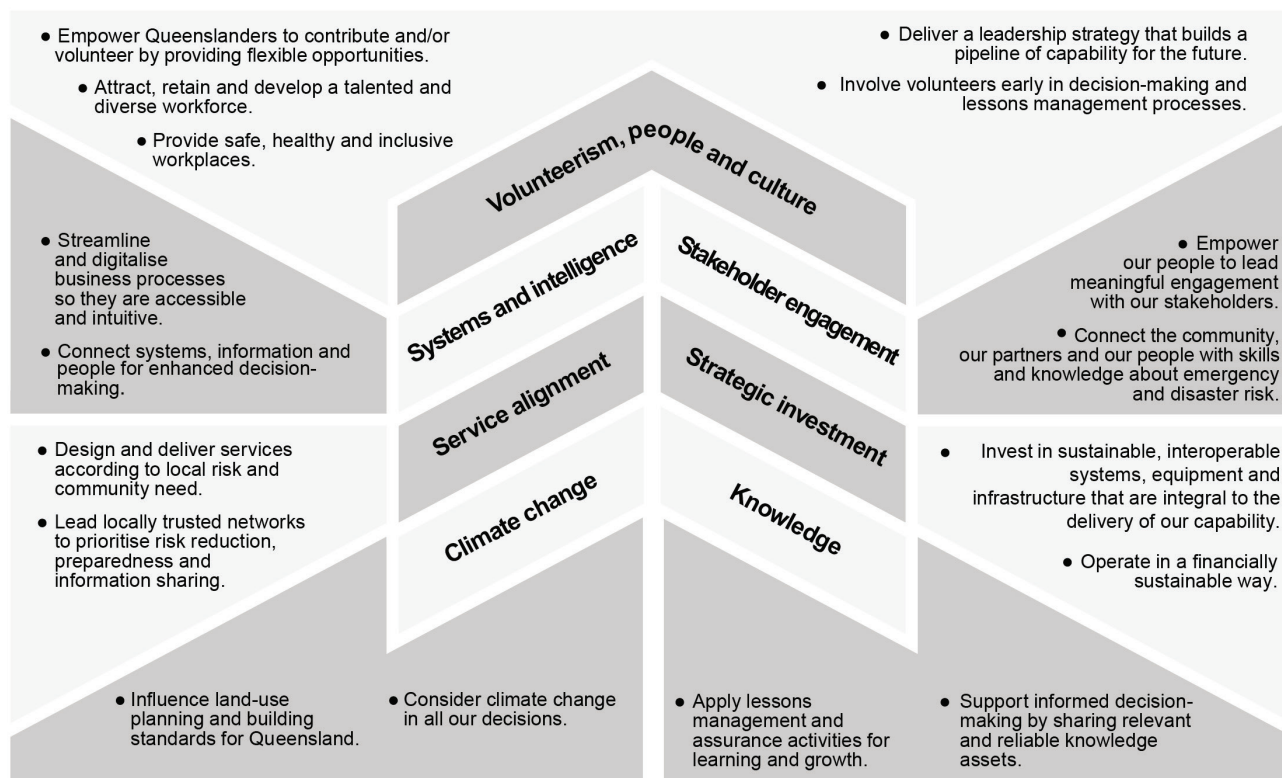 ● Empower Queenslanders to contribute and/or
volunteer by providing flexible opportunities.
● Attract, retain and develop a talented and
diverse workforce.
● Provide safe, healthy and inclusive
workplaces.
● Deliver a leadership strategy that builds a
pipeline of capability for the future.
● Involve volunteers early in decision-making and
lessons management processes.
Volunteerism, people and culture
Systems and intelligence
Stakeholder engagement
● Streamline
and digitalise
business processes
so they are accessible
and intuitive.
● Connect systems, information and
people for enhanced decision-
making.
● Empower
our people to lead
meaningful engagement
with our stakeholders.
● Connect the community,
our partners and our people with skills
and knowledge about emergency
and disaster risk.
Service alignment
Strategic investment
● Design and deliver services
according to local risk and
community need.
● Lead locally trusted networks
to prioritise risk reduction,
preparedness and
information sharing.
● Invest in sustainable, interoperable
systems, equipment and
infrastructure that are integral to the
delivery of our capability.
● Operate in a financially
sustainable way.
Climate change
Knowledge
● Influence land-use
planning and building
standards for Queensland.
● Consider climate change
in all our decisions.
● Apply lessons
management and
assurance activities for
learning and growth.
● Support informed decision-
making by sharing relevant
and reliable knowledge
assets.